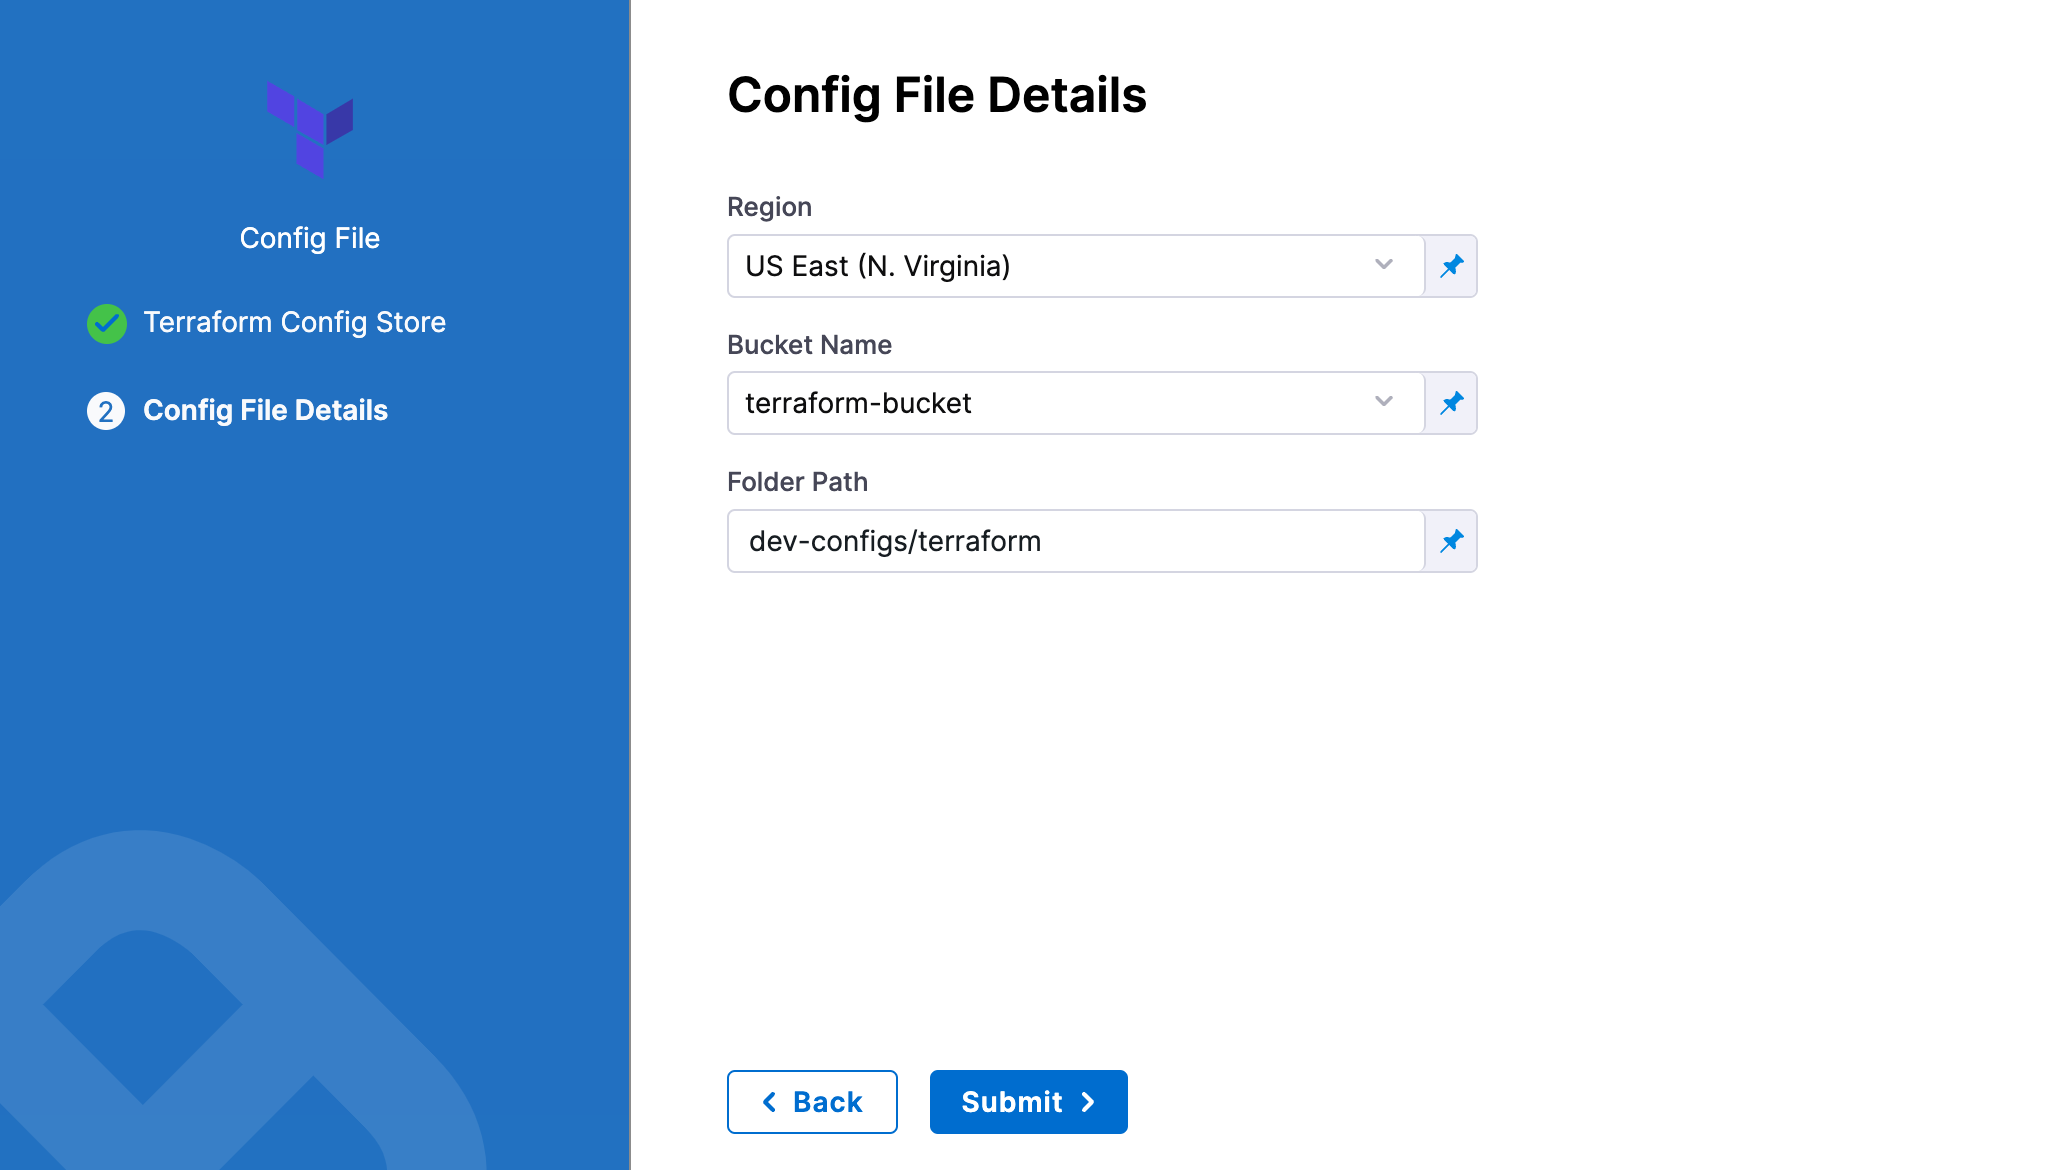 Config File
Terraform Config Store
2 Config File Details
Config File Details
Region
US East (N. Virginia)
Bucket Name
terraform-bucket
Folder Path
dev-configs/terraform
Back
Submit